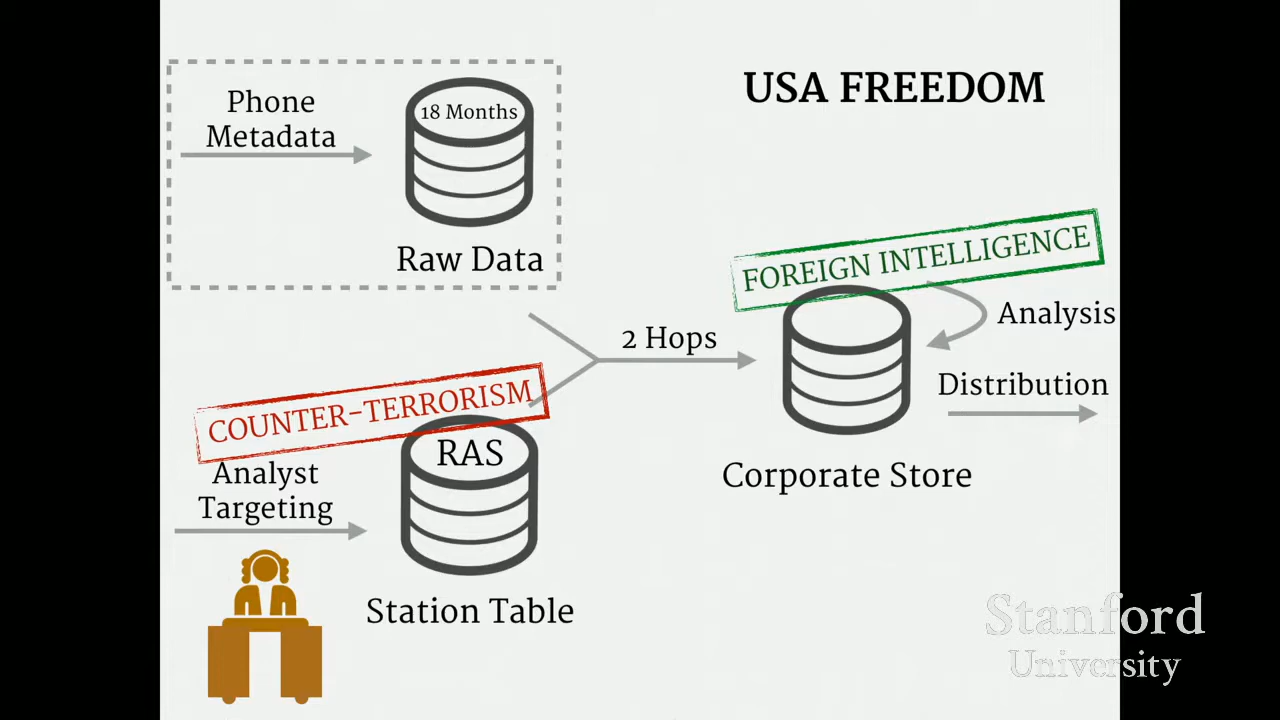 USA FREEDOM
Phone
Metadata
18 Months
Raw Data
FOREIGN INTELLIGENCE
Analysis
2 Hops
Distribution
COUNTER-TERRORISM
RAS
Analyst
Targeting
Corporate Store
Station Table
Stanford
University